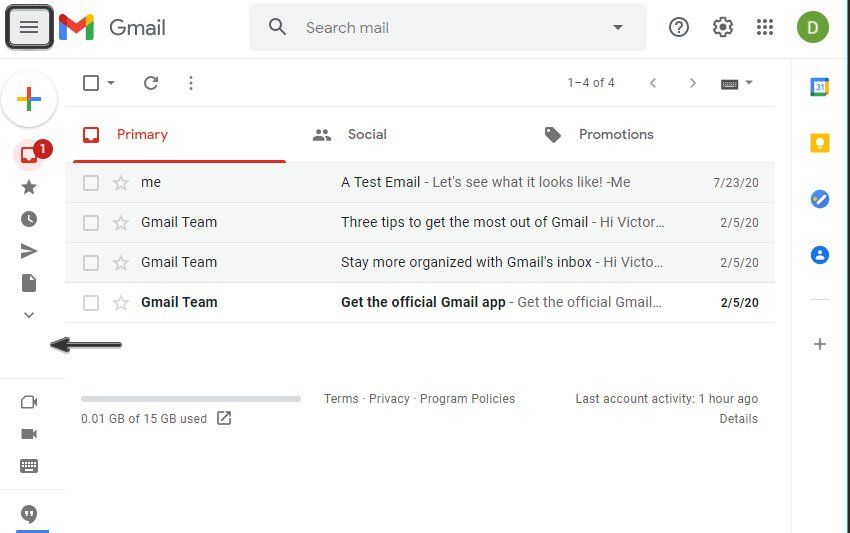 Gmail
Search mail
D
1–4 of 4
31
1
Primary
Social
Promotions
me A Test Email - Let's see what it looks like! -Me 7/23/20
Gmail Team Three tips to get the most out of Gmail - Hi Victor… 2/5/20
Gmail Team Stay more organized with Gmail's inbox - Hi Victo… 2/5/20
Gmail Team Get the official Gmail app - Get the official Gmail… 2/5/20
Terms · Privacy · Program Policies
Last account activity: 1 hour ago
0.01 GB of 15 GB used
Details